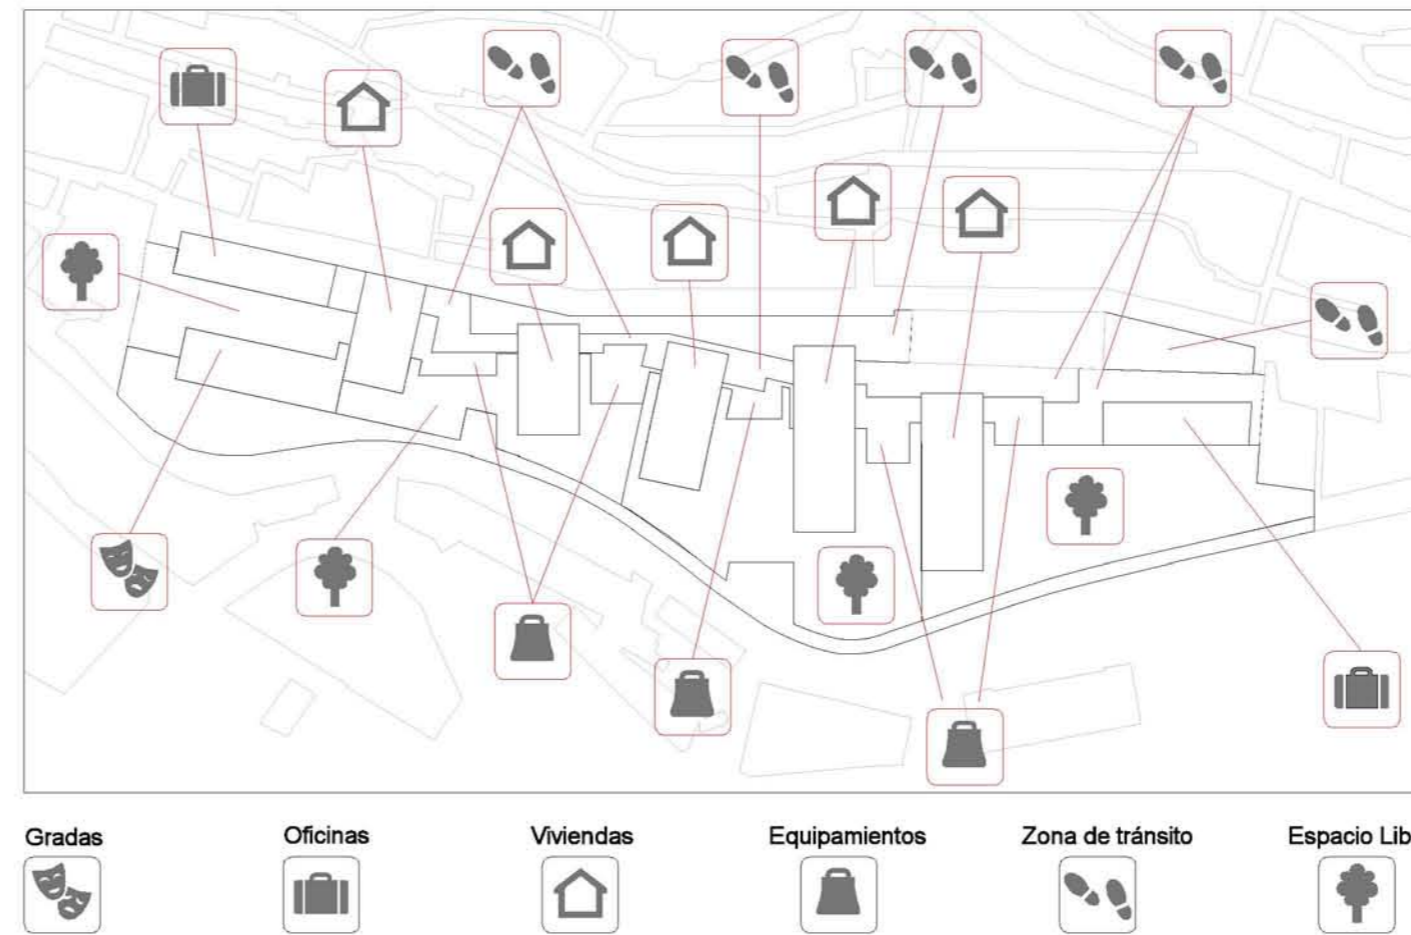 Gradas
Oficinas
Viviendas
Equipamientos
Zona de tránsito
Espacio Lib